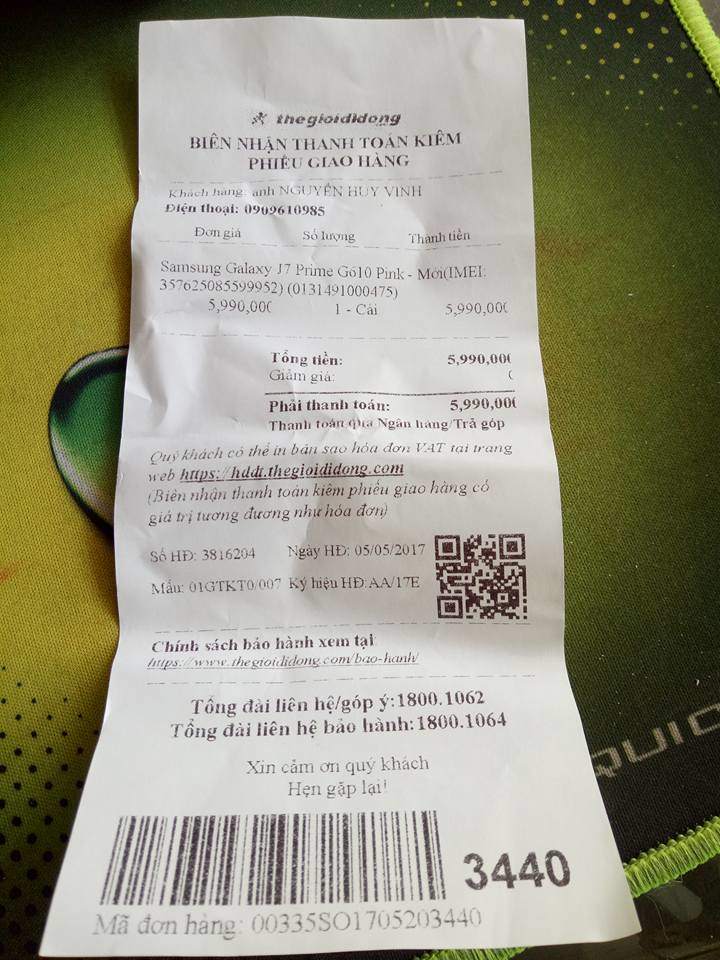 thegioididong
BIÊN NHẬN THANH TOÁN KIÊM
PHIẾU GIAO HÀNG
Khách hàng: anh NGUYỄN HUY VINH
Điện thoại: 0909610985
Đơn giá Số lượng Thành tiền
Samsung Galaxy J7 Prime G610 Pink - Mới(IMEI:
357625085599952) (0131491000475)
5,990,00( 1 - Cái 5,990,00(
Tổng tiền: 5,990,00(
Giảm giá: (
Phải thanh toán: 5,990,00(
Thanh toán qua Ngân hàng/Trả góp
Quý khách có thể in bản sao hóa đơn VAT tại trang
web https://hddt.thegioididong.com
(Biên nhận thanh toán kiêm phiếu giao hàng có
giá trị tương đương như hóa đơn)
Số HĐ: 3816204 Ngày HĐ: 05/05/2017
Mẫu: 01GTKT0/007 Ký hiệu HĐ:AA/17E
Chính sách bảo hành xem tại
https://www.thegioididong.com/bao-hanh/
Tổng đài liên hệ/góp ý:1800.1062
Tổng đài liên hệ bảo hành:1800.1064
Xin cảm ơn quý khách
Hẹn gặp lại!
3440
Mã đơn hàng: 00335SO1705203440
QUIC